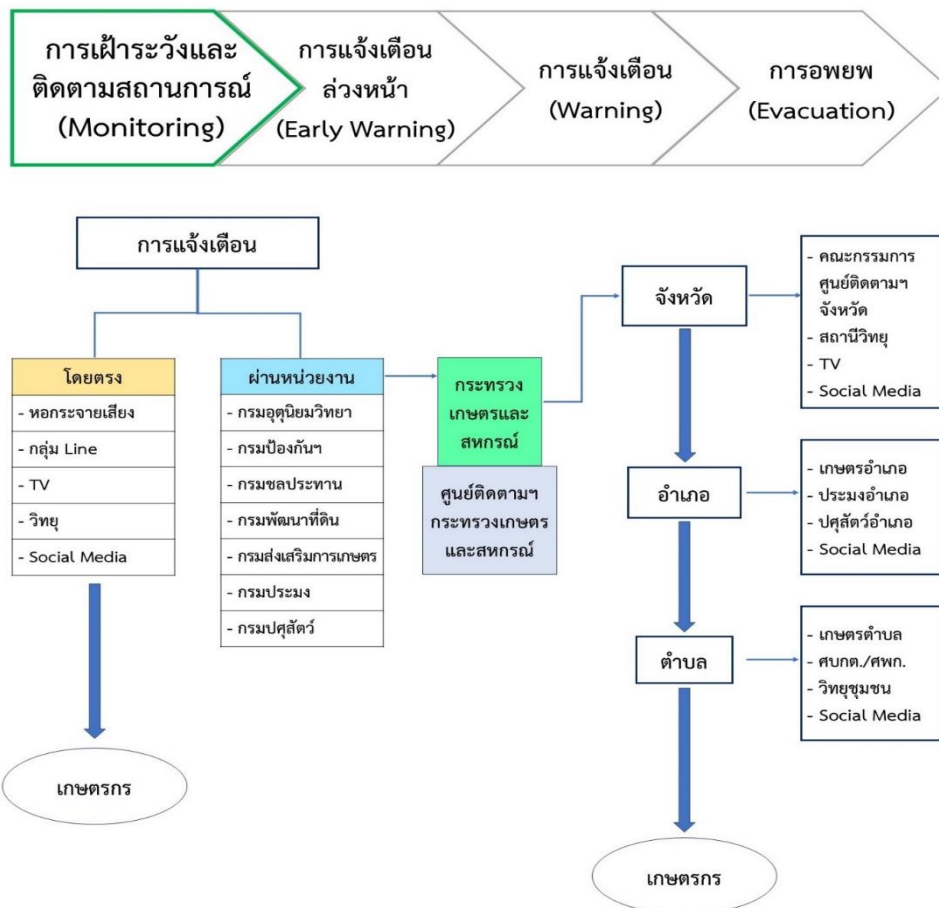 การเฝ้าระวังและ
ติดตามสถานการณ์
(Monitoring)
การแจ้งเตือน
ล่วงหน้า
(Early Warning)
การแจ้งเตือน
(Warning)
การอพยพ
(Evacuation)
การแจ้งเตือน
โดยตรง
- หอกระจายเสียง
- กลุ่ม Line
- TV
- วิทยุ
- Social Media
เกษตรกร
ผ่านหน่วยงาน
- กรมอุตุนิยมวิทยา
- กรมป้องกันฯ
- กรมชลประทาน
- กรมพัฒนาที่ดิน
- กรมส่งเสริมการเกษตร
- กรมประมง
- กรมปศุสัตว์
กระทรวง
เกษตรและ
สหกรณ์
ศูนย์ติดตามฯ
กระทรวงเกษตร
และสหกรณ์
จังหวัด
- คณะกรรมการ
ศูนย์ติดตามฯ
จังหวัด
- สถานีวิทยุ
- TV
- Social Media
อำเภอ
- เกษตรอำเภอ
- ประมงอำเภอ
- ปศุสัตว์อำเภอ
- Social Media
ตำบล
- เกษตรตำบล
- ศบกต./ศพก.
- วิทยุชุมชน
- Social Media
เกษตรกร